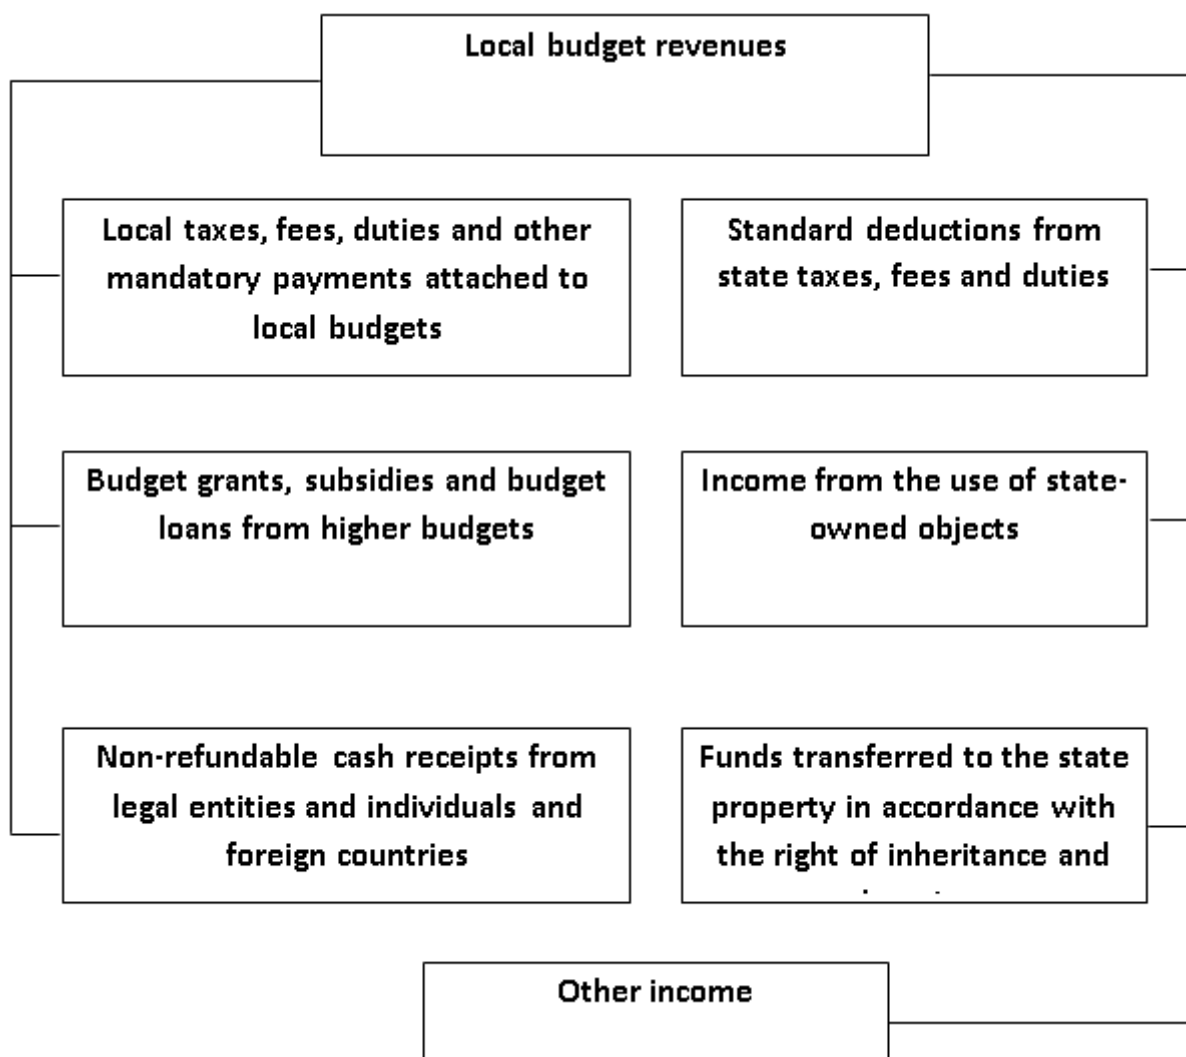 Local budget revenues
Local taxes, fees, duties and other
mandatory payments attached to
local budgets
Standard deductions from
state taxes, fees and duties
Budget grants, subsidies and budget
loans from higher budgets
Income from the use of state-
owned objects
Non-refundable cash receipts from
legal entities and individuals and
foreign countries
Funds transferred to the state
property in accordance with
the right of inheritance and
Other income